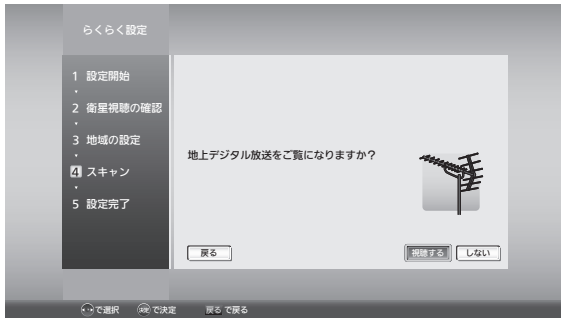 らくらく設定
1 設定開始
2 衛星視聴の確認
3 地域の設定
4 スキャン
5 設定完了
地上デジタル放送をご覧になりますか?
戻る 視聴する しない
で選択 決定 で決定 戻る で戻る